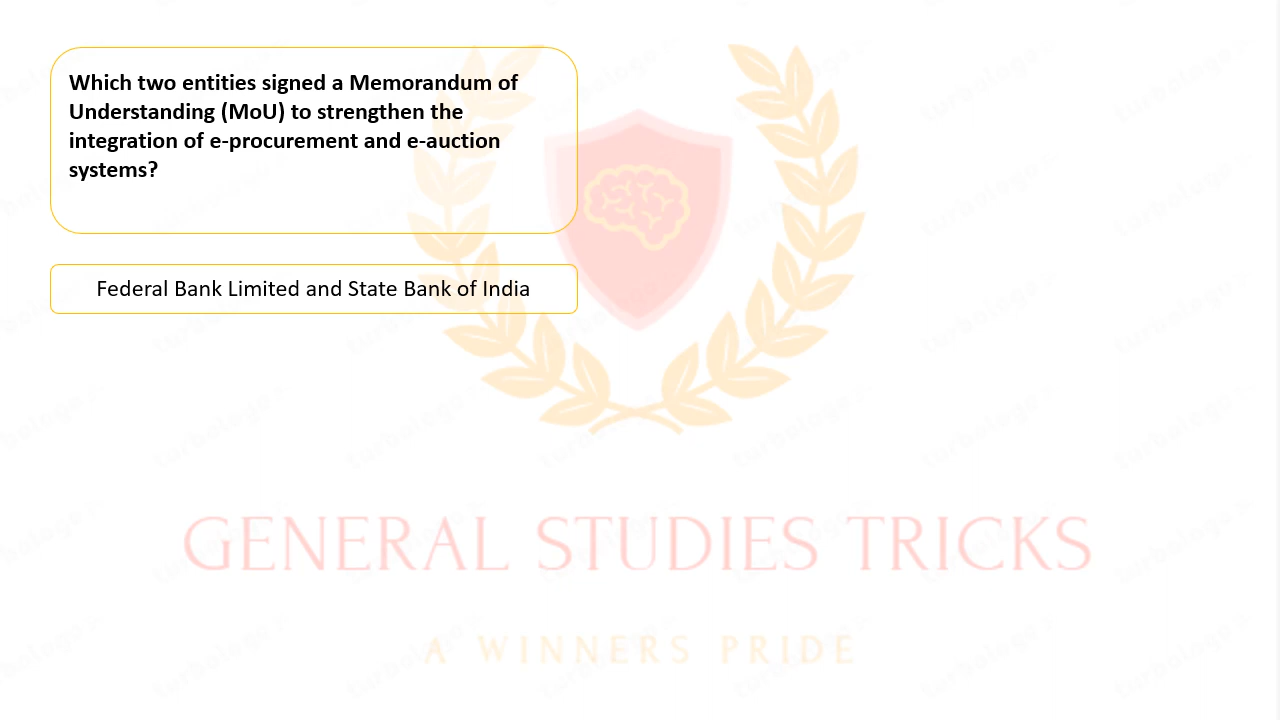 Which two entities signed a Memorandum of
Understanding (MoU) to strengthen the
integration of e-procurement and e-auction
systems?
Federal Bank Limited and State Bank of India
GENERAL STUDIES TRICKS
A WINNERS PRIDE